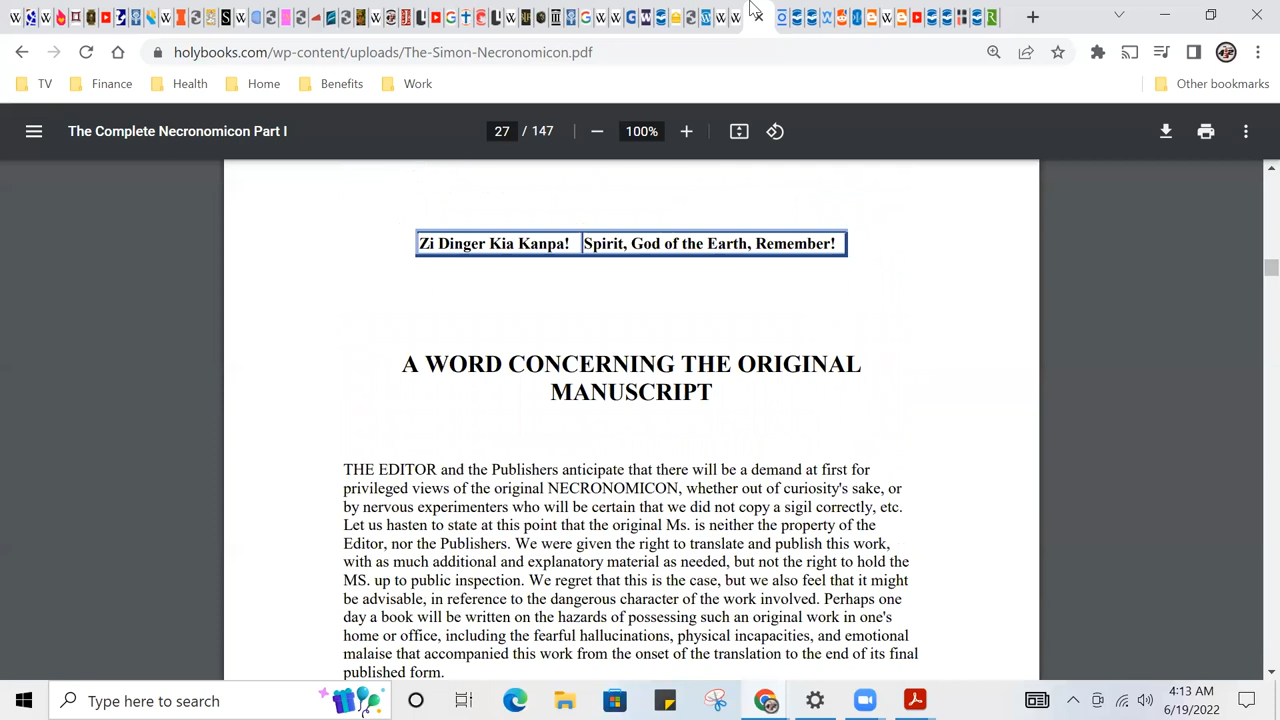 holybooks.com/wp-content/uploads/The-Simon-Necronomicon.pdf
TV Finance Health Home Benefits Work Other bookmarks
The Complete Necronomicon Part I 27 / 147 100%
Zi Dinger Kia Kanpa! Spirit, God of the Earth, Remember!
A WORD CONCERNING THE ORIGINAL
MANUSCRIPT
THE EDITOR and the Publishers anticipate that there will be a demand at first for
privileged views of the original NECRONOMICON, whether out of curiosity's sake, or
by nervous experimenters who will be certain that we did not copy a sigil correctly, etc.
Let us hasten to state at this point that the original Ms. is neither the property of the
Editor, nor the Publishers. We were given the right to translate and publish this work,
with as much additional and explanatory material as needed, but not the right to hold the
MS. up to public inspection. We regret that this is the case, but we also feel that it might
be advisable, in reference to the dangerous character of the work involved. Perhaps one
day a book will be written on the hazards of possessing such an original work in one's
home or office, including the fearful hallucinations, physical incapacities, and emotional
malaise that accompanied this work from the onset of the translation to the end of its final
published form.
Type here to search
4:13 AM
6/19/2022